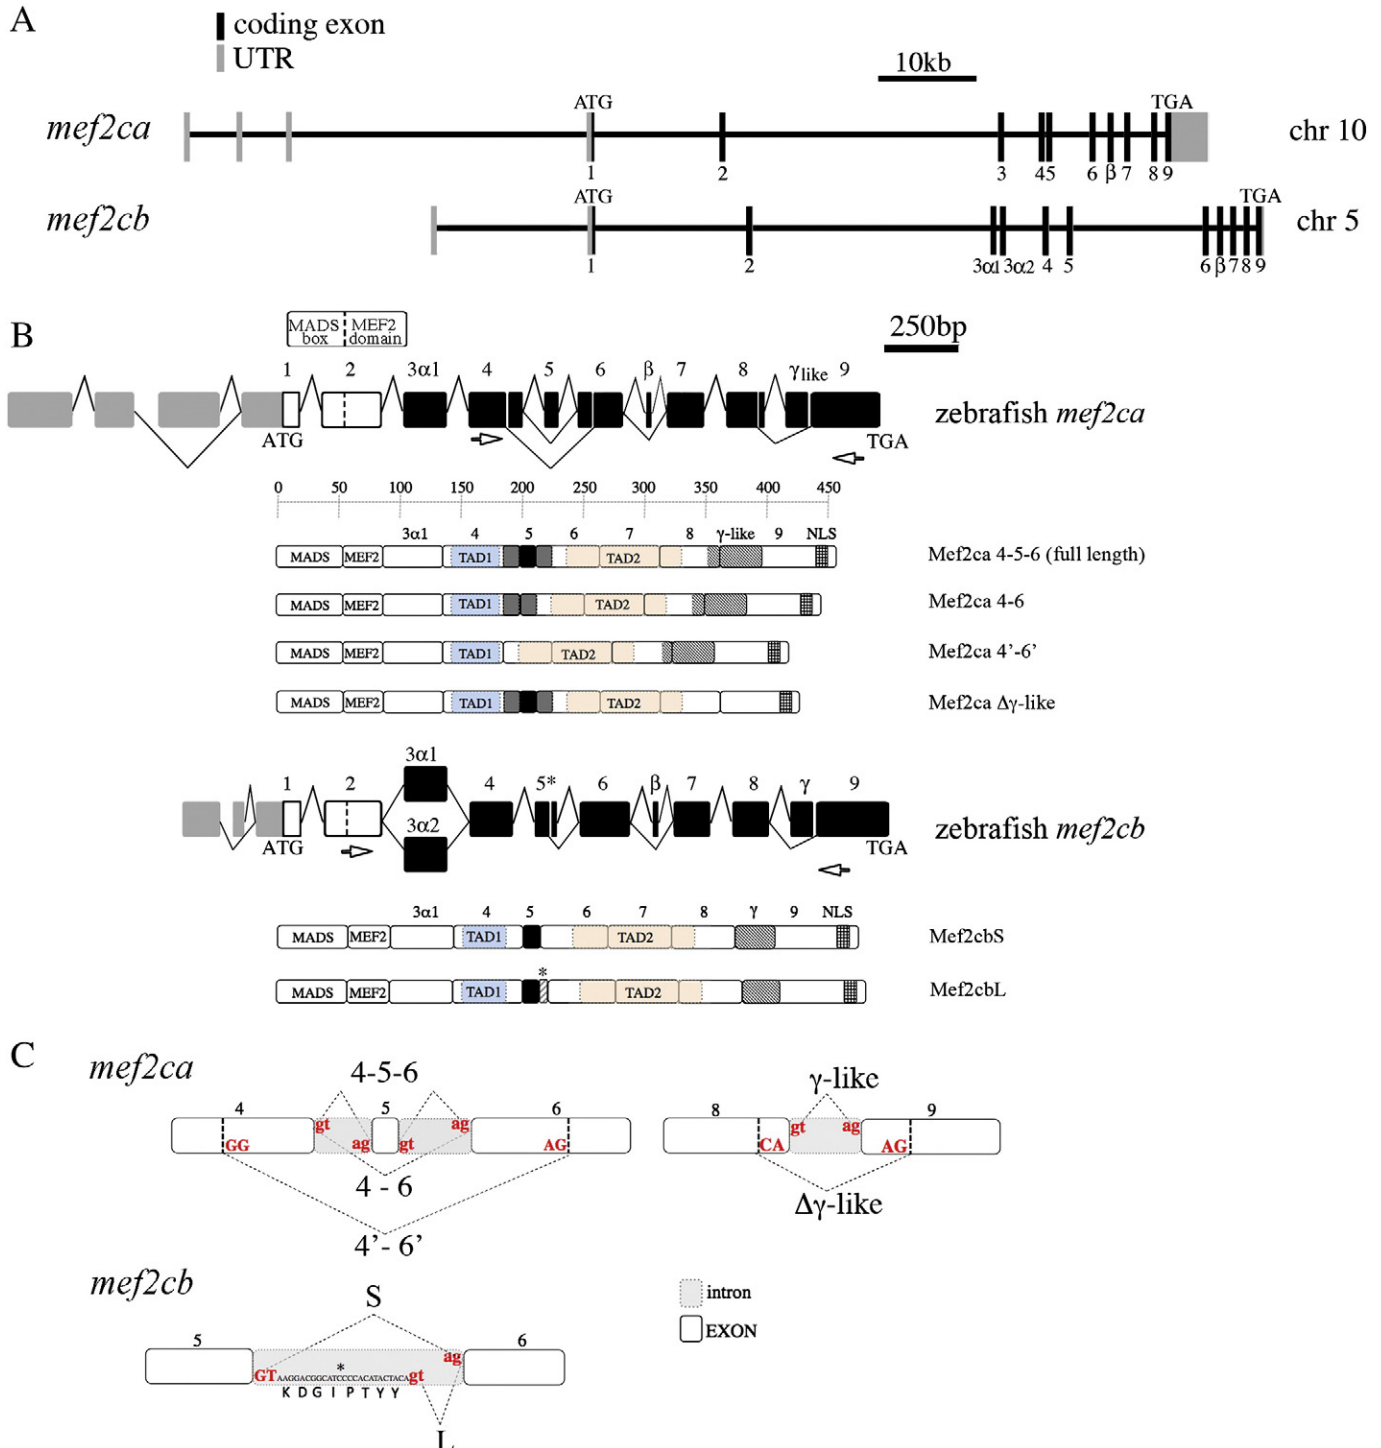 A
coding exon
UTR
10kb
ATG
TGA
mef2ca
chr 10
1 2 3 4 5 6 β 7 8 9
ATG
TGA
mef2cb
chr 5
1 2 3α1 3α2 4 5 6 β 7 8 9
B
MADS box
MEF2 domain
250bp
1 2 3α1 4 5 6 β 7 8 γlike 9
zebrafish mef2ca
ATG
TGA
0 50 100 150 200 250 300 350 400 450
3α1 4 5 6 7 8 γ-like 9 NLS
MADS MEF2 TAD1 TAD2
Mef2ca 4-5-6 (full length)
MADS MEF2 TAD1 TAD2
Mef2ca 4-6
MADS MEF2 TAD1 TAD2
Mef2ca 4’-6’
MADS MEF2 TAD1 TAD2
Mef2ca Δγ-like
3α1
1 2 4 5* 6 β 7 8 γ 9
3α2
zebrafish mef2cb
ATG
TGA
3α1 4 5 6 7 8 γ 9 NLS
MADS MEF2 TAD1 TAD2
Mef2cbS
*
MADS MEF2 TAD1 TAD2
Mef2cbL
C
mef2ca
4-5-6
γ-like
4 5 6
8 9
gt ag gt ag
GG AG
gt ag
CA AG
4 - 6
Δγ-like
4’- 6’
mef2cb
S
intron
EXON
5 6
*
ag
GTAAGGACGGCATCCCCACATACTACAgt
K D G I P T Y Y
L